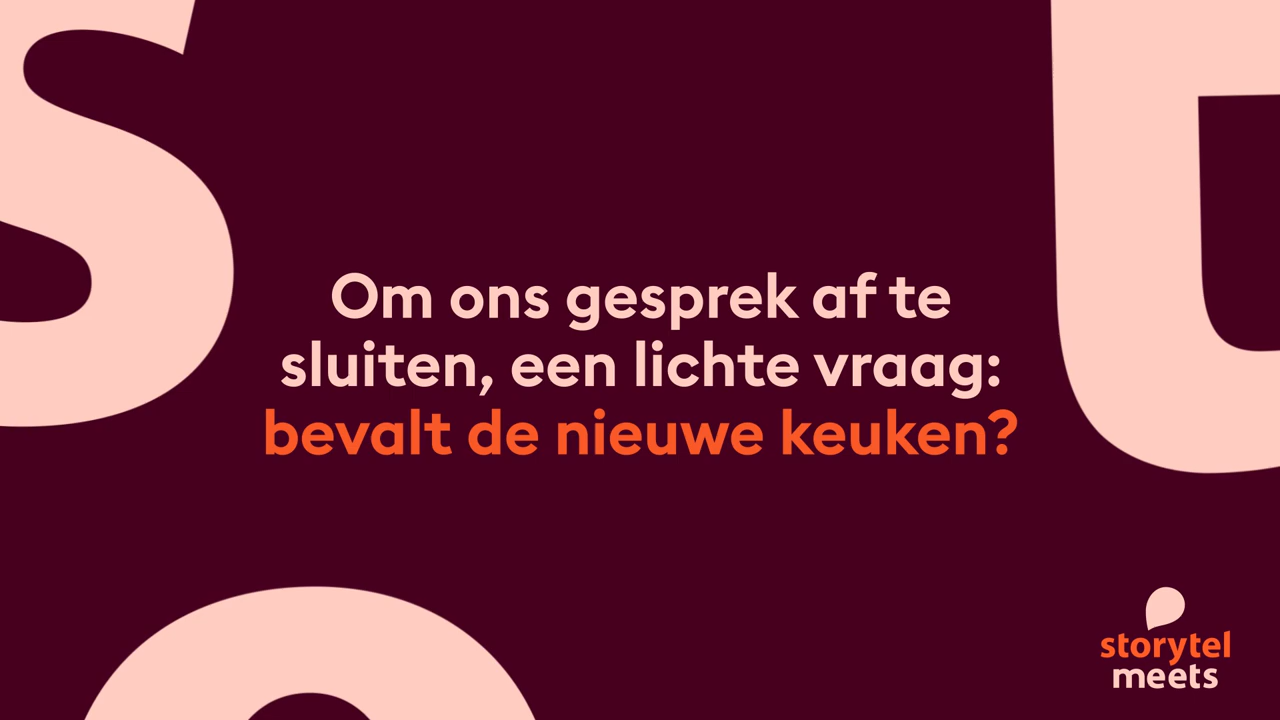 Om ons gesprek af te
sluiten, een lichte vraag:
bevalt de nieuwe keuken?
storytel
meets